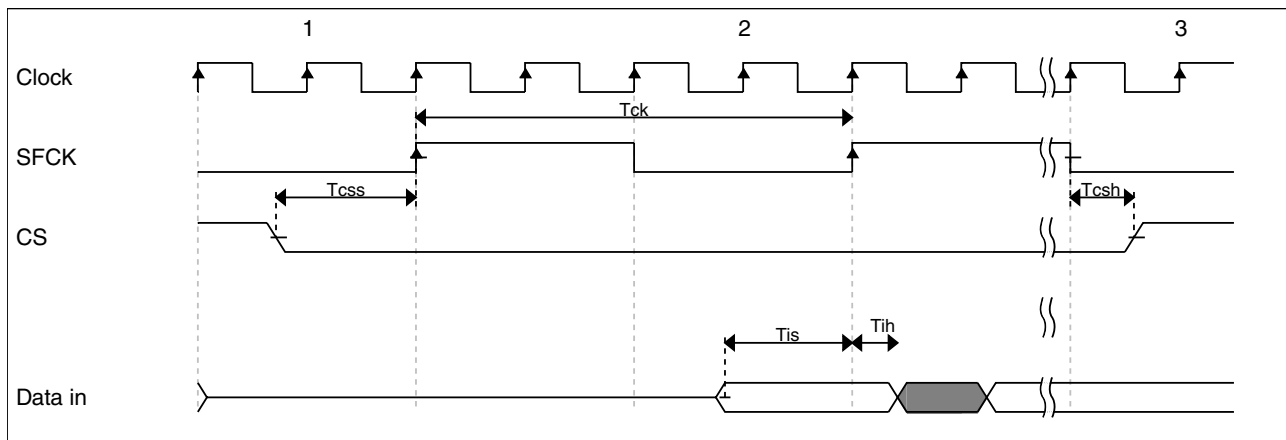 1 2 3
Clock
Tck
SFCK
Tcss Tcsh
CS
Tis Tih
Data in